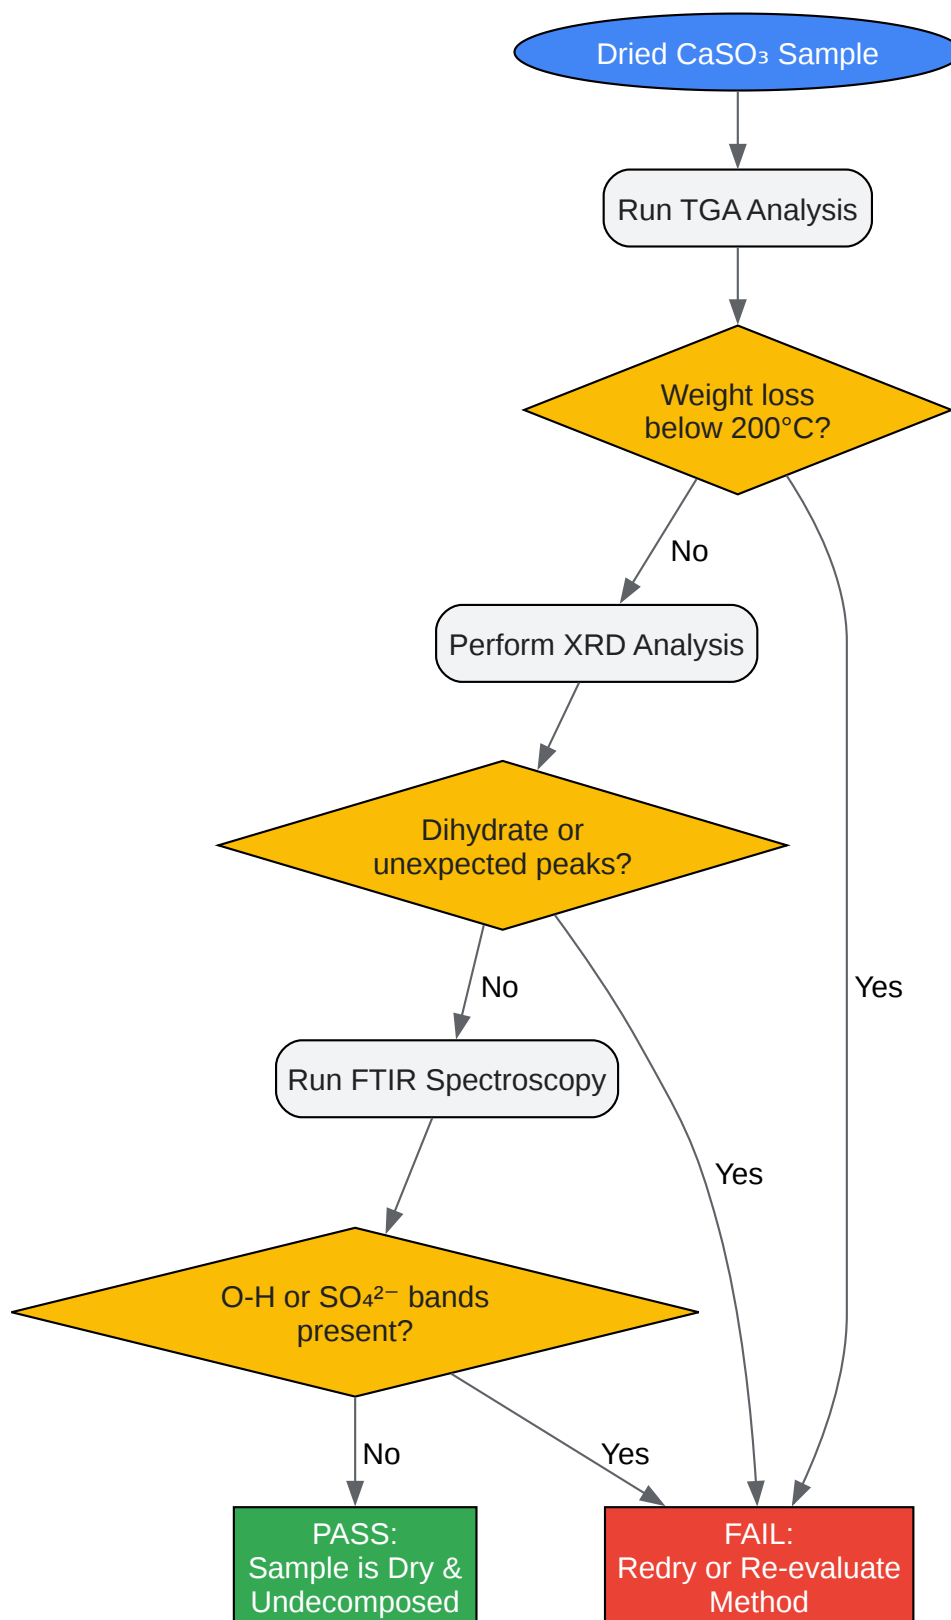 Dried CaSO₃ Sample
Run TGA Analysis
Weight loss
below 200°C?
No
Perform XRD Analysis
Dihydrate or
unexpected peaks?
No
Yes
Run FTIR Spectroscopy
Yes
O-H or SO₄²⁻ bands
present?
No
Yes
PASS:
Sample is Dry &
Undecomposed
FAIL:
Redry or Re-evaluate
Method